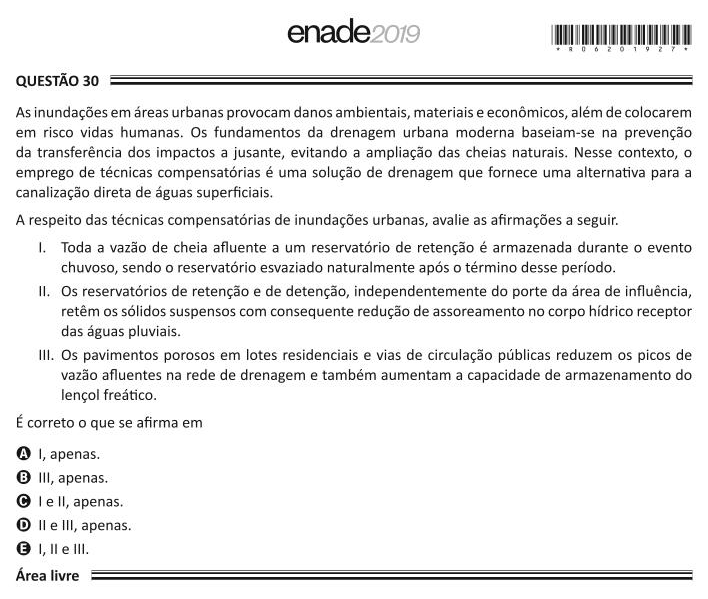 enade2019
*R0620192 7*
QUESTÃO 30
As inundações em áreas urbanas provocam danos ambientais, materiais e econômicos, além de colocarem
em risco vidas humanas. Os fundamentos da drenagem urbana moderna baseiam-se na prevenção
da transferência dos impactos a jusante, evitando a ampliação das cheias naturais. Nesse contexto, o
emprego de técnicas compensatórias é uma solução de drenagem que fornece uma alternativa para a
canalização direta de águas superficiais.
A respeito das técnicas compensatórias de inundações urbanas, avalie as afirmações a seguir.
I. Toda a vazão de cheia afluente a um reservatório de retenção é armazenada durante o evento
chuvoso, sendo o reservatório esvaziado naturalmente após o término desse período.
II. Os reservatórios de retenção e de detenção, independentemente do porte da área de influência,
retêm os sólidos suspensos com consequente redução de assoreamento no corpo hídrico receptor
das águas pluviais.
III. Os pavimentos porosos em lotes residenciais e vias de circulação públicas reduzem os picos de
vazão afluentes na rede de drenagem e também aumentam a capacidade de armazenamento do
lençol freático.
É correto o que se afirma em
A I, apenas.
B III, apenas.
C I e II, apenas.
D II e III, apenas.
E I, II e III.
Área livre